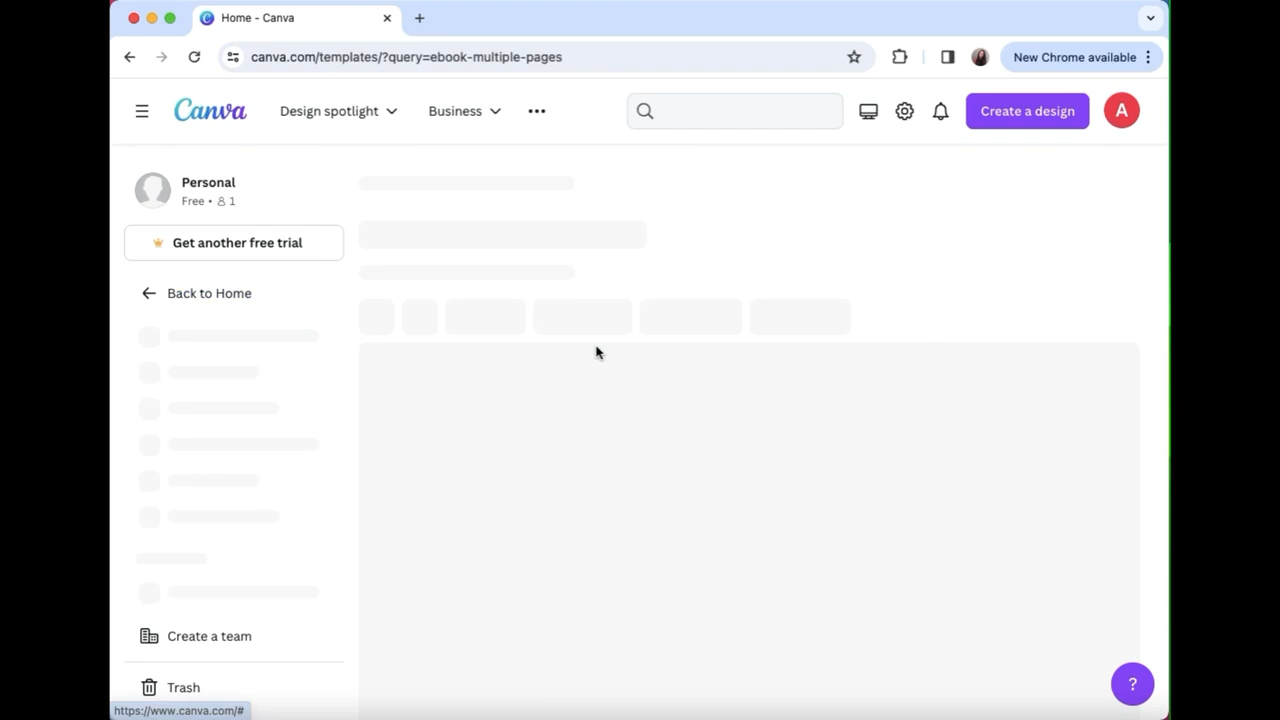 Home - Canva
canva.com/templates/?query=ebook-multiple-pages
New Chrome available
Canva
Design spotlight
Business
Create a design
A
Personal
Free • 1
Get another free trial
Back to Home
Create a team
Trash
?
https://www.canva.com/#